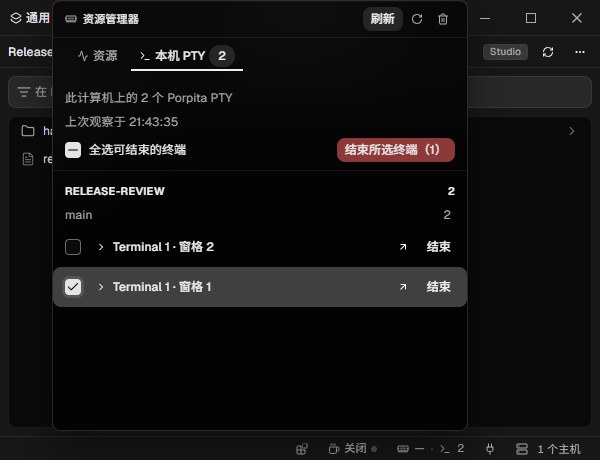 通用
资源管理器
刷新
Release
资源
本机 PTY 2
Studio
在
此计算机上的 2 个 Porpita PTY
上次观察于 21:43:35
全选可结束的终端
结束所选终端（1）
RELEASE-REVIEW 2
main 2
Terminal 1 · 窗格 2 结束
Terminal 1 · 窗格 1 结束
关闭
— · 2
1 个主机